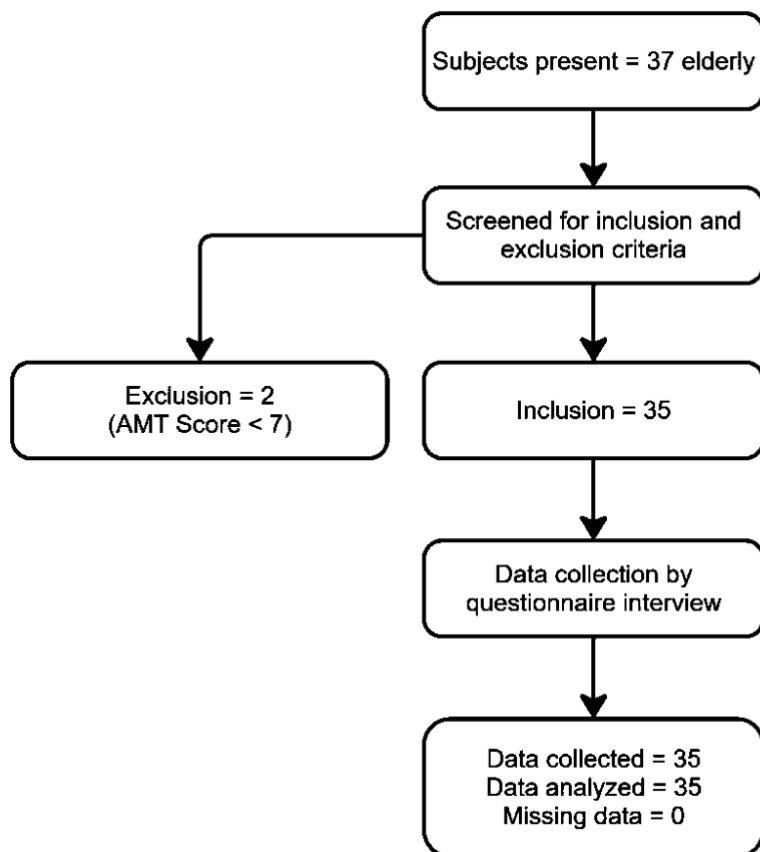 Subjects present = 37 elderly
Screened for inclusion and
exclusion criteria
Exclusion = 2
(AMT Score < 7)
Inclusion = 35
Data collection by
questionnaire interview
Data collected = 35
Data analyzed = 35
Missing data = 0